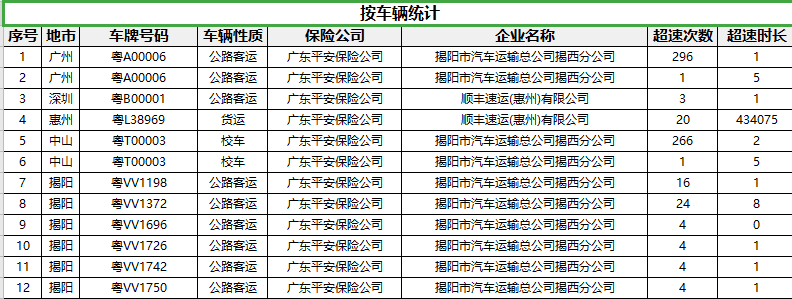 按车辆统计
序号 地市 车牌号码 车辆性质 保险公司 企业名称 超速次数 超速时长
1 广州 粤A00006 公路客运 广东平安保险公司 揭阳市汽车运输总公司揭西分公司 296 1
2 广州 粤A00006 公路客运 广东平安保险公司 揭阳市汽车运输总公司揭西分公司 1 5
3 深圳 粤B00001 公路客运 广东平安保险公司 顺丰速运(惠州)有限公司 3 1
4 惠州 粤L38969 货运 广东平安保险公司 顺丰速运(惠州)有限公司 20 434075
5 中山 粤T00003 校车 广东平安保险公司 揭阳市汽车运输总公司揭西分公司 266 2
6 中山 粤T00003 校车 广东平安保险公司 揭阳市汽车运输总公司揭西分公司 1 5
7 揭阳 粤VV1198 公路客运 广东平安保险公司 揭阳市汽车运输总公司揭西分公司 16 1
8 揭阳 粤VV1372 公路客运 广东平安保险公司 揭阳市汽车运输总公司揭西分公司 24 8
9 揭阳 粤VV1696 公路客运 广东平安保险公司 揭阳市汽车运输总公司揭西分公司 4 0
10 揭阳 粤VV1726 公路客运 广东平安保险公司 揭阳市汽车运输总公司揭西分公司 4 1
11 揭阳 粤VV1742 公路客运 广东平安保险公司 揭阳市汽车运输总公司揭西分公司 4 1
12 揭阳 粤VV1750 公路客运 广东平安保险公司 揭阳市汽车运输总公司揭西分公司 4 1